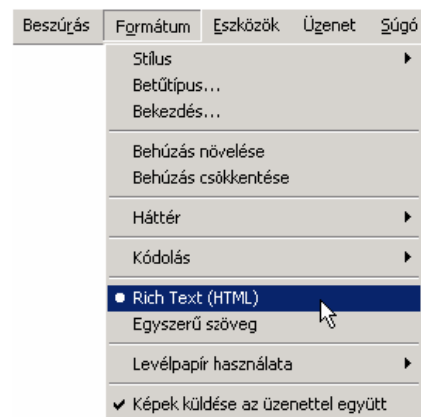 Beszúrás Formátum Eszközök Üzenet Súgó
Stílus
Betűtípus...
Bekezdés...
Behúzás növelése
Behúzás csökkentése
Háttér
Kódolás
Rich Text (HTML)
Egyszerű szöveg
Levélpapír használata
Képek küldése az üzenettel együtt